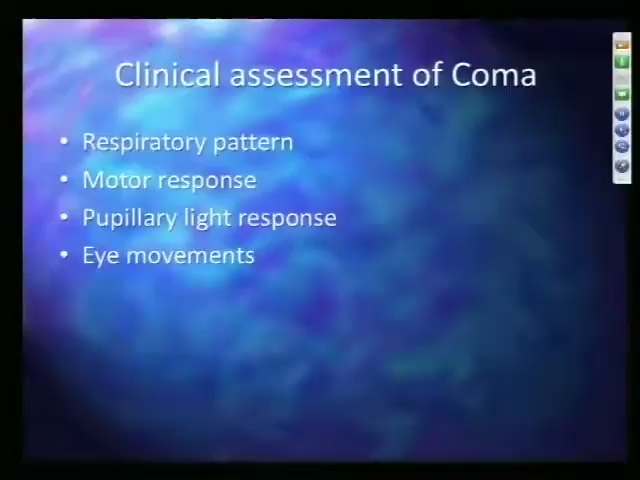 Clinical assessment of Coma
• Respiratory pattern
• Motor response
• Pupillary light response
• Eye movements